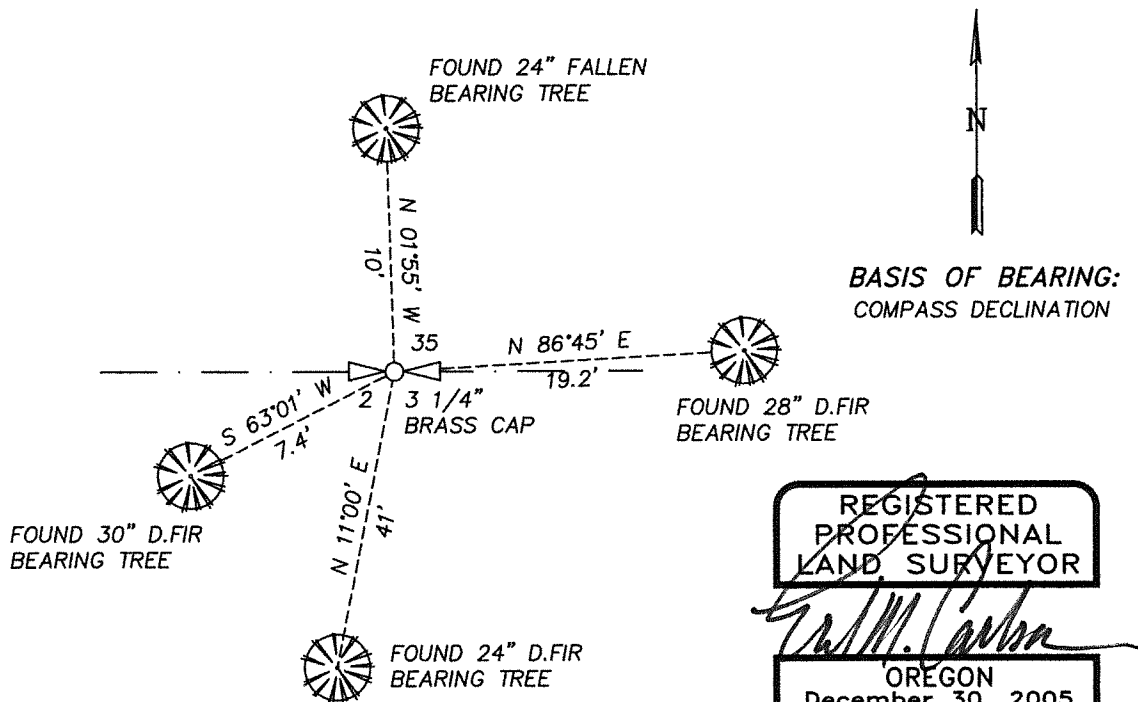 FOUND 24" FALLEN
BEARING TREE
N
N 01°55' W
10'
BASIS OF BEARING:
COMPASS DECLINATION
35
N 86°45' E
19.2'
2
3 1/4"
BRASS CAP
S 63°01' W
7.4'
FOUND 28" D.FIR
BEARING TREE
FOUND 30" D.FIR
BEARING TREE
N 11°00' E
41'
FOUND 24" D.FIR
BEARING TREE
REGISTERED
PROFESSIONAL
LAND SURVEYOR
OREGON
December 30, 2005